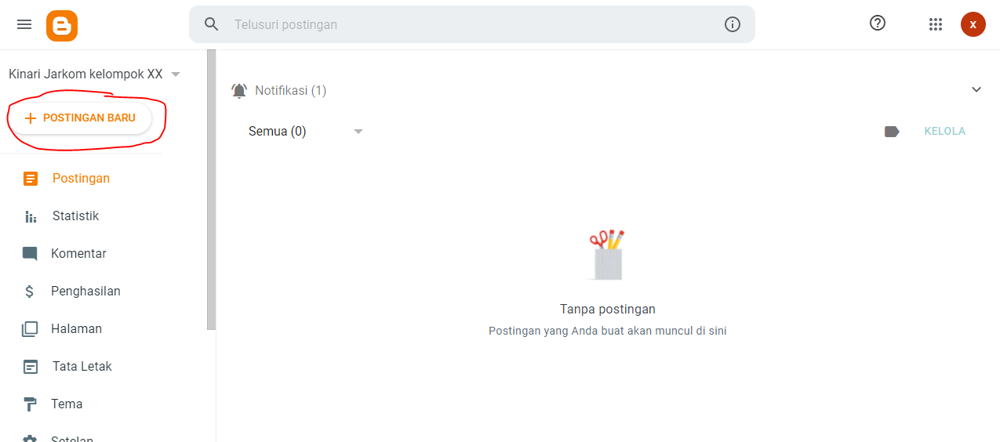 Telusuri postingan
X
Kinari Jarkom kelompok XX
POSTINGAN BARU
Postingan
Statistik
Komentar
Penghasilan
Halaman
Tata Letak
Tema
Setelan
Notifikasi (1)
Semua (0)
KELOLA
Tanpa postingan
Postingan yang Anda buat akan muncul di sini